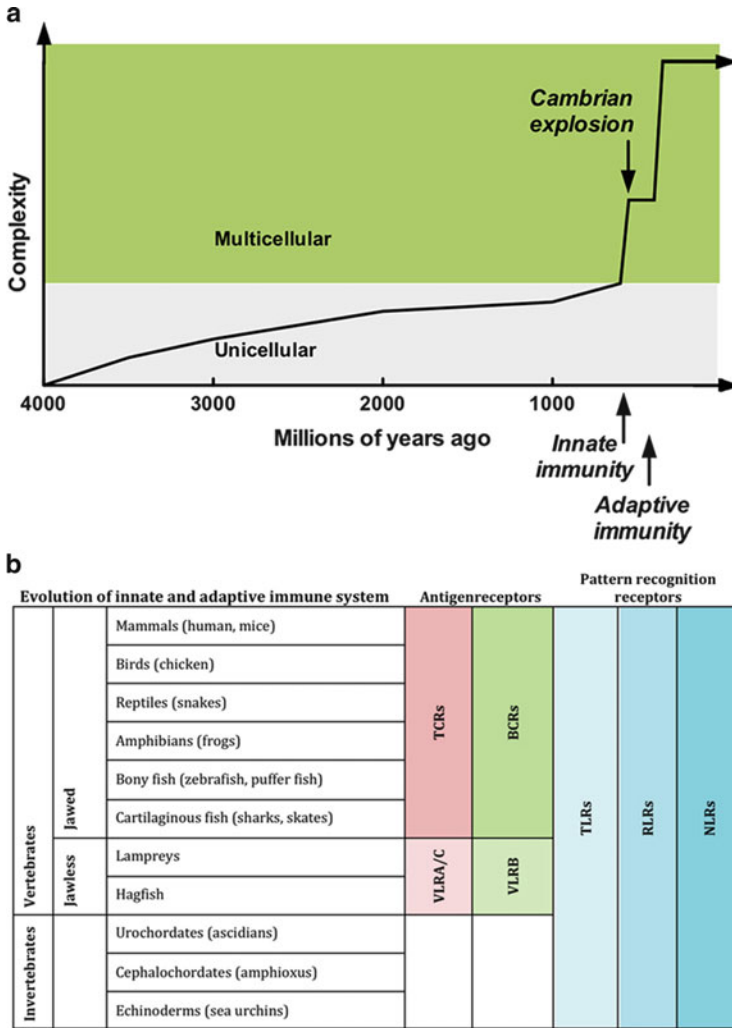 a
Complexity
Cambrian
explosion
Multicellular
Unicellular
4000
3000
2000
1000
Millions of years ago
Innate
immunity
Adaptive
immunity
b
Evolution of innate and adaptive immune system
Antigenreceptors
Pattern recognition
receptors
Vertebrates
Jawed
Mammals (human, mice)
Birds (chicken)
Reptiles (snakes)
Amphibians (frogs)
Bony fish (zebrafish, puffer fish)
Cartilaginous fish (sharks, skates)
TCRs
BCRs
TLRs
RLRs
NLRs
Jawless
Lampreys
Hagfish
VLRA/C
VLRB
Invertebrates
Urochordates (ascidians)
Cephalochordates (amphioxus)
Echinoderms (sea urchins)